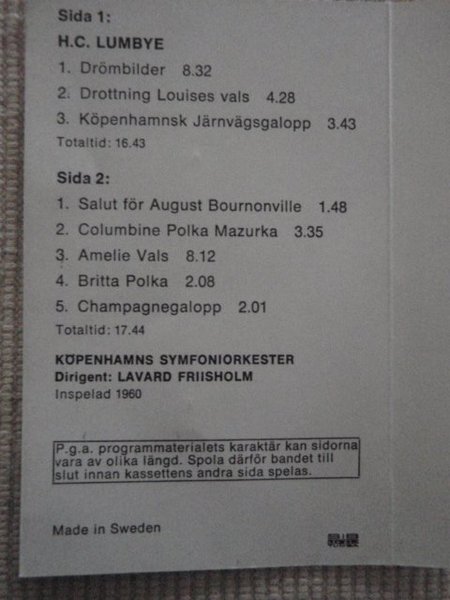 Sida 1:
H.C. LUMBYE
1. Drömbilder 8.32
2. Drottning Louises vals 4.28
3. Köpenhamnsk Järnvägsgalopp 3.43
Totaltid: 16.43
Sida 2:
1. Salut för August Bournonville 1.48
2. Columbine Polka Mazurka 3.35
3. Amelie Vals 8.12
4. Britta Polka 2.08
5. Champagnegalopp 2.01
Totaltid: 17.44
KÖPENHAMNS SYMFONIORKESTER
Dirigent: LAVARD FRIISHOLM
Inspelad 1960
P.g.a. programmaterialets karaktär kan sidorna
vara av olika längd. Spola därför bandet till
slut innan kassettens andra sida spelas.
Made in Sweden